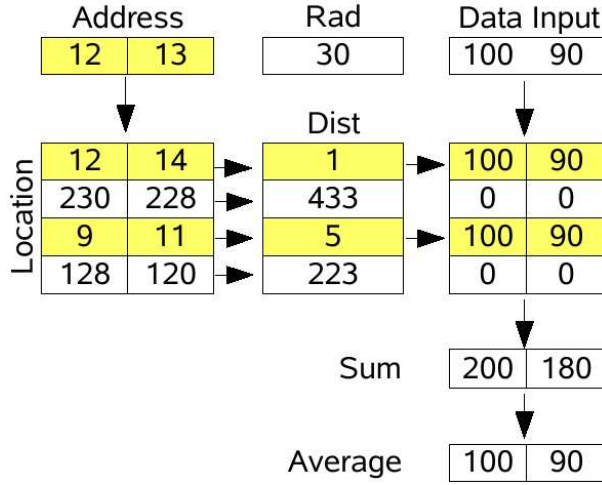 Address Rad Data Input
12 13 30 100 90
Dist
Location
12 14 1 100 90
230 228 433 0 0
9 11 5 100 90
128 120 223 0 0
Sum 200 180
Average 100 90